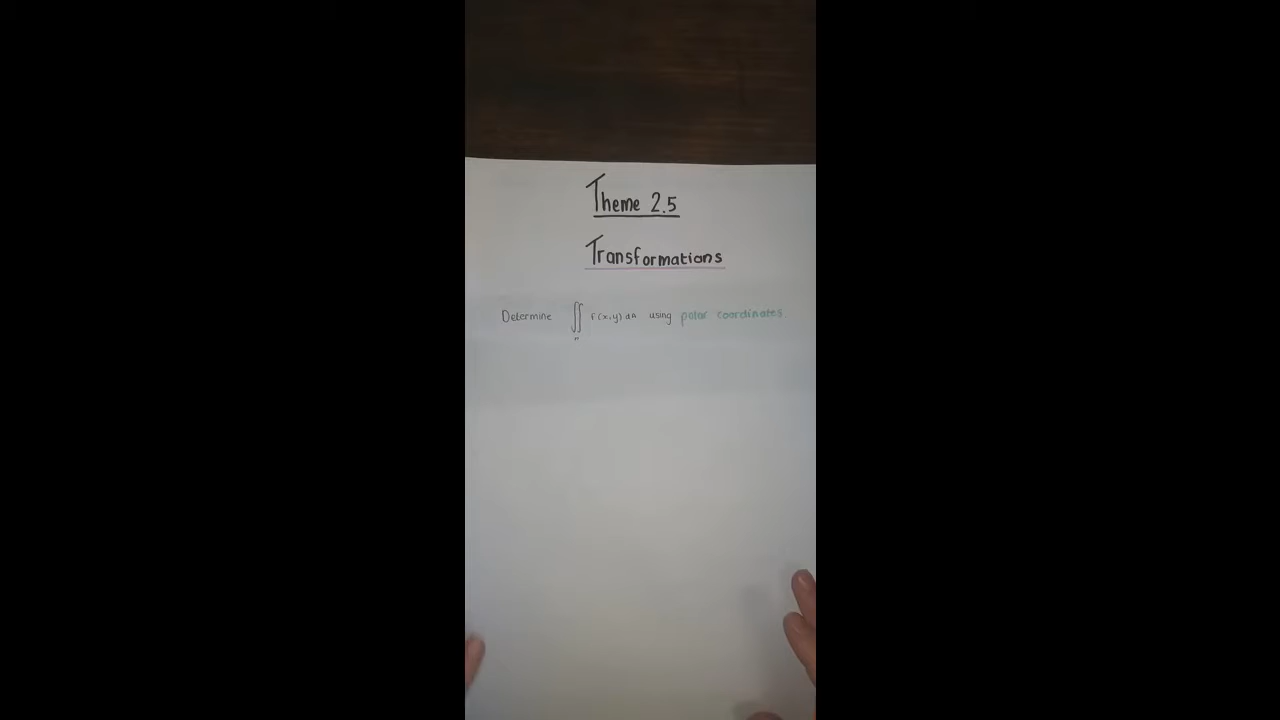 Theme 2.5
Transformations
Determine ∬ f(x,y) dA using polar coordinates.